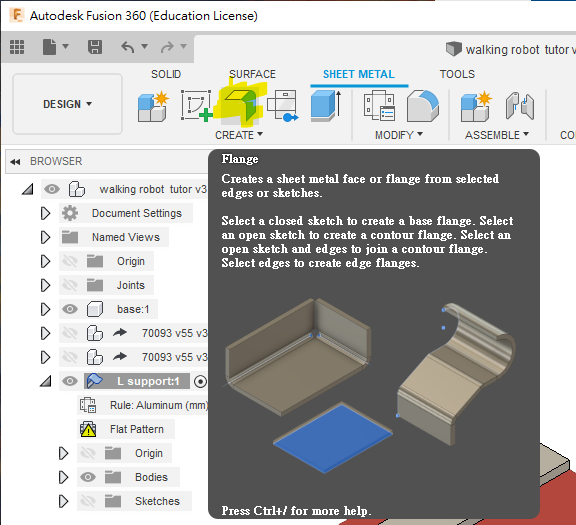 Autodesk Fusion 360 (Education License)
walking robot tutor v
SOLID SURFACE SHEET METAL TOOLS
DESIGN
CREATE MODIFY ASSEMBLE CO
BROWSER
walking robot tutor v3
Document Settings
Named Views
Origin
Joints
base:1
70093 v55 v3
70093 v55 v3
L support:1
Rule: Aluminum (mm)
Flat Pattern
Origin
Bodies
Sketches
Flange
Creates a sheet metal face or flange from selected
edges or sketches.
Select a closed sketch to create a base flange. Select
an open sketch to create a contour flange. Select an
open sketch and edges to join a contour flange.
Select edges to create edge flanges.
Press Ctrl+/ for more help.